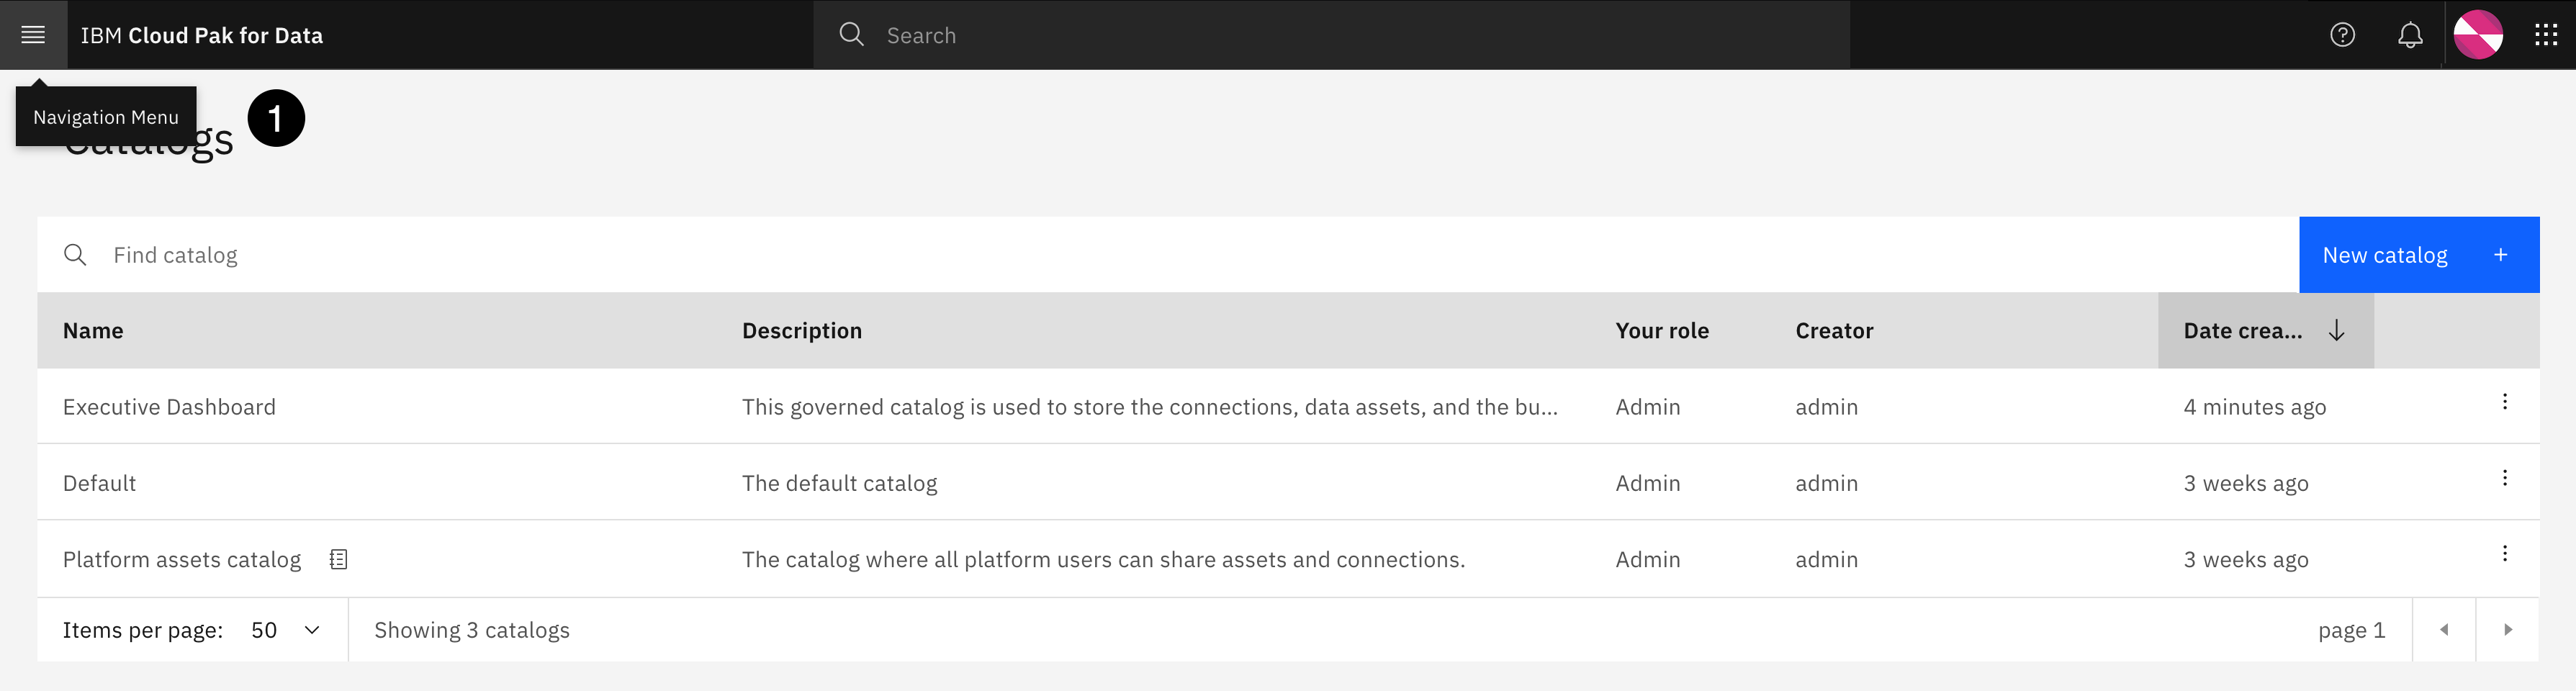 IBM Cloud Pak for Data
Search
Navigation Menu
1
Catalogs
Find catalog
New catalog +
Name Description Your role Creator Date crea...
Executive Dashboard This governed catalog is used to store the connections, data assets, and the bu... Admin admin 4 minutes ago
Default The default catalog Admin admin 3 weeks ago
Platform assets catalog The catalog where all platform users can share assets and connections. Admin admin 3 weeks ago
Items per page: 50 Showing 3 catalogs page 1